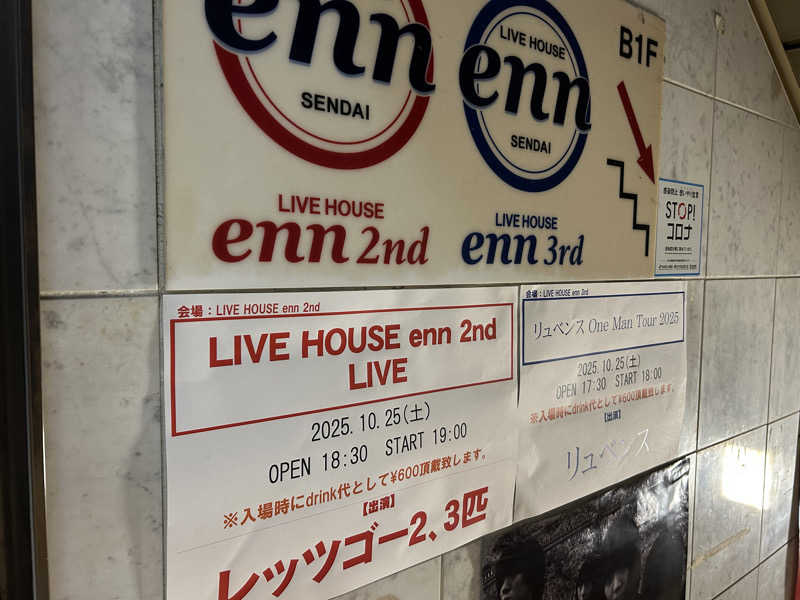 enn
SENDAI
LIVE HOUSE
enn 2nd
LIVE HOUSE
enn
SENDAI
LIVE HOUSE
enn 3rd
B1F
STOP!
コロナ
会場：LIVE HOUSE enn 2nd
LIVE HOUSE enn 2nd
LIVE
2025.10.25(土)
OPEN 18:30 START 19:00
※入場時にdrink代として¥600頂戴致します。
【出演】
レッツゴー2、3匹
会場：LIVE HOUSE enn 3rd
リュベンス One Man Tour 2025
2025.10.25(土)
OPEN 17:30 START 18:00
※入場時にdrink代として¥600頂戴致します。
【出演】
リュベンス